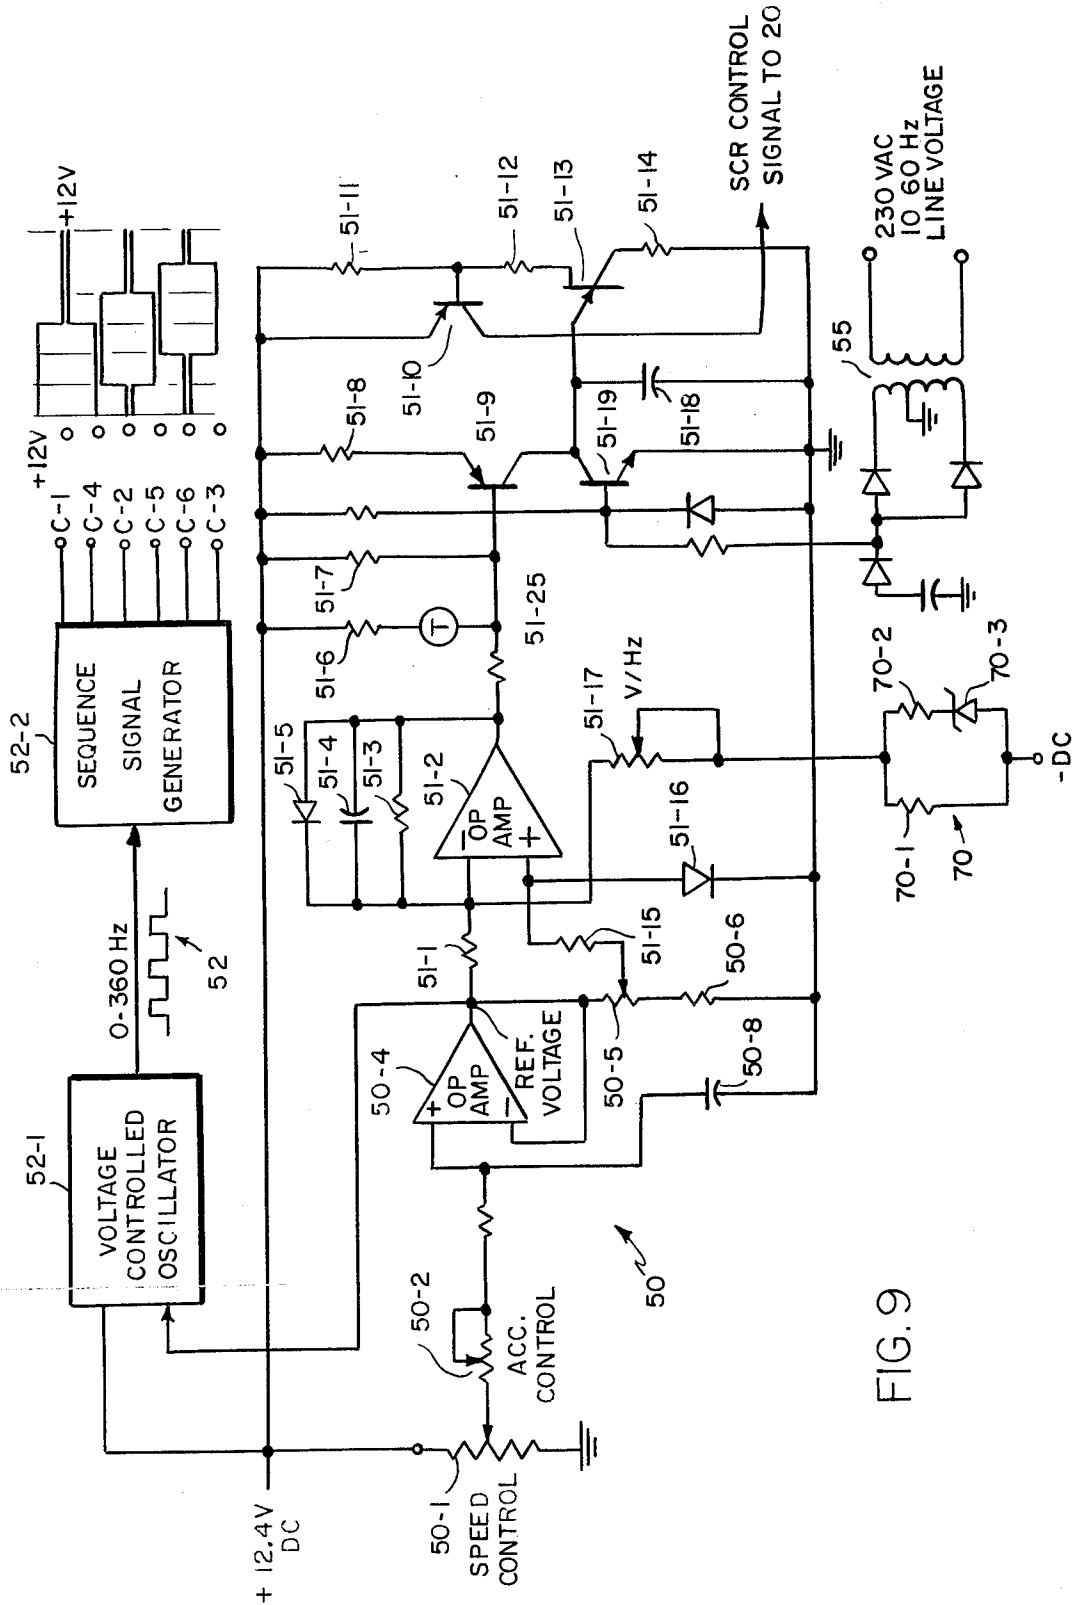 52-1
VOLTAGE
CONTROLLED
OSCILLATOR
0-360 Hz
52
52-2
SEQUENCE
SIGNAL
GENERATOR
C-1
C-4
C-2
C-5
C-6
C-3
+12V
+12V
+ 12.4V
DC
50-1
SPEED
CONTROL
50-2
ACC.
CONTROL
50
50-4
+
OP
AMP
−
REF.
VOLTAGE
50-5
50-6
50-8
51-1
51-15
51-16
51-2
−
OP
AMP
+
51-3
51-4
51-5
51-6
T
51-7
51-25
51-17
V/Hz
51-8
51-9
51-10
51-19
51-18
51-11
51-12
51-13
51-14
SCR CONTROL
SIGNAL TO 20
55
230 VAC
10 60 Hz
LINE VOLTAGE
70-1
70
70-2
70-3
-DC
FIG. 9